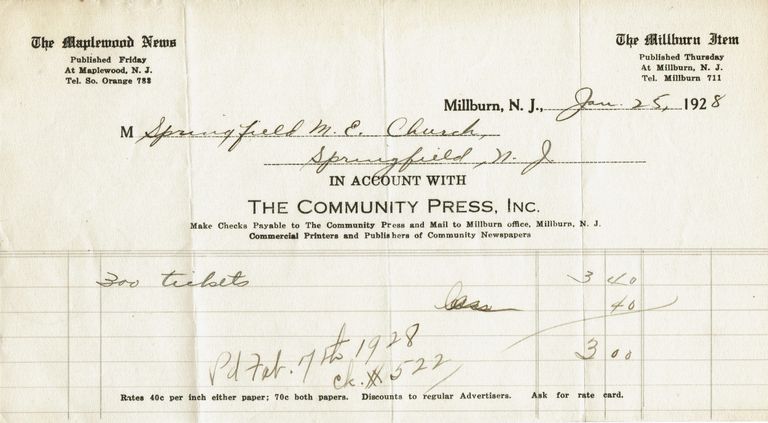 The Maplewood News
Published Friday
At Maplewood, N. J.
Tel. So. Orange 788
The Millburn Item
Published Thursday
At Millburn, N. J.
Tel. Millburn 711
Millburn, N. J., Jan. 25, 1928
M Springfield M. E. Church,
Springfield, N. J.
IN ACCOUNT WITH
THE COMMUNITY PRESS, INC.
Make Checks Payable to The Community Press and Mail to Millburn office, Millburn, N. J.
Commercial Printers and Publishers of Community Newspapers
300 tickets 3 40
40
3 00
Pd Feb. 7th 1928
ck. # 522
Rates 40c per inch either paper; 70c both papers. Discounts to regular Advertisers. Ask for rate card.